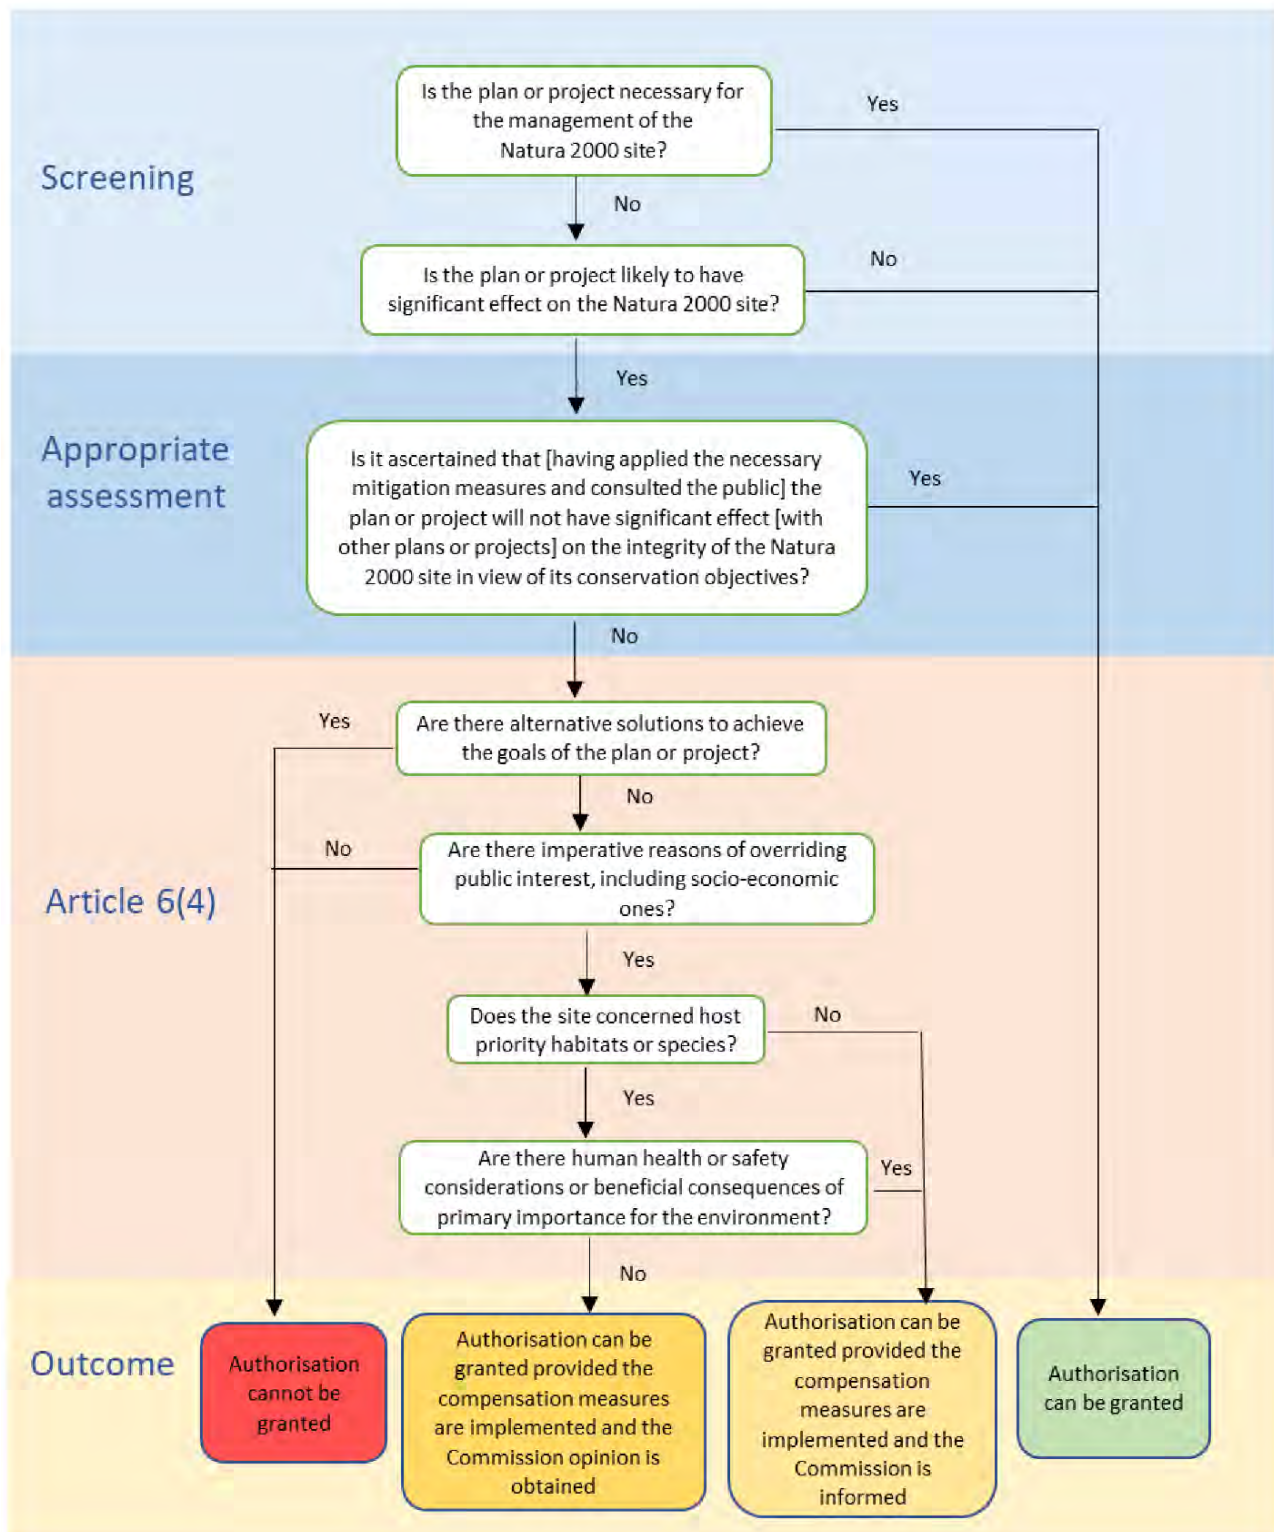 Is the plan or project necessary for
the management of the
Natura 2000 site?
Yes
Screening
No
Is the plan or project likely to have
significant effect on the Natura 2000 site?
No
Yes
Appropriate
assessment
Is it ascertained that [having applied the necessary
mitigation measures and consulted the public] the
plan or project will not have significant effect [with
other plans or projects] on the integrity of the Natura
2000 site in view of its conservation objectives?
Yes
No
Are there alternative solutions to achieve
the goals of the plan or project?
Yes
No
Are there imperative reasons of overriding
public interest, including socio-economic
ones?
No
Article 6(4)
Yes
Does the site concerned host
priority habitats or species?
No
Yes
Are there human health or safety
considerations or beneficial consequences of
primary importance for the environment?
Yes
No
Outcome
Authorisation
cannot be
granted
Authorisation can be
granted provided the
compensation measures
are implemented and the
Commission opinion is
obtained
Authorisation can be
granted provided the
compensation
measures are
implemented and the
Commission is
informed
Authorisation
can be granted